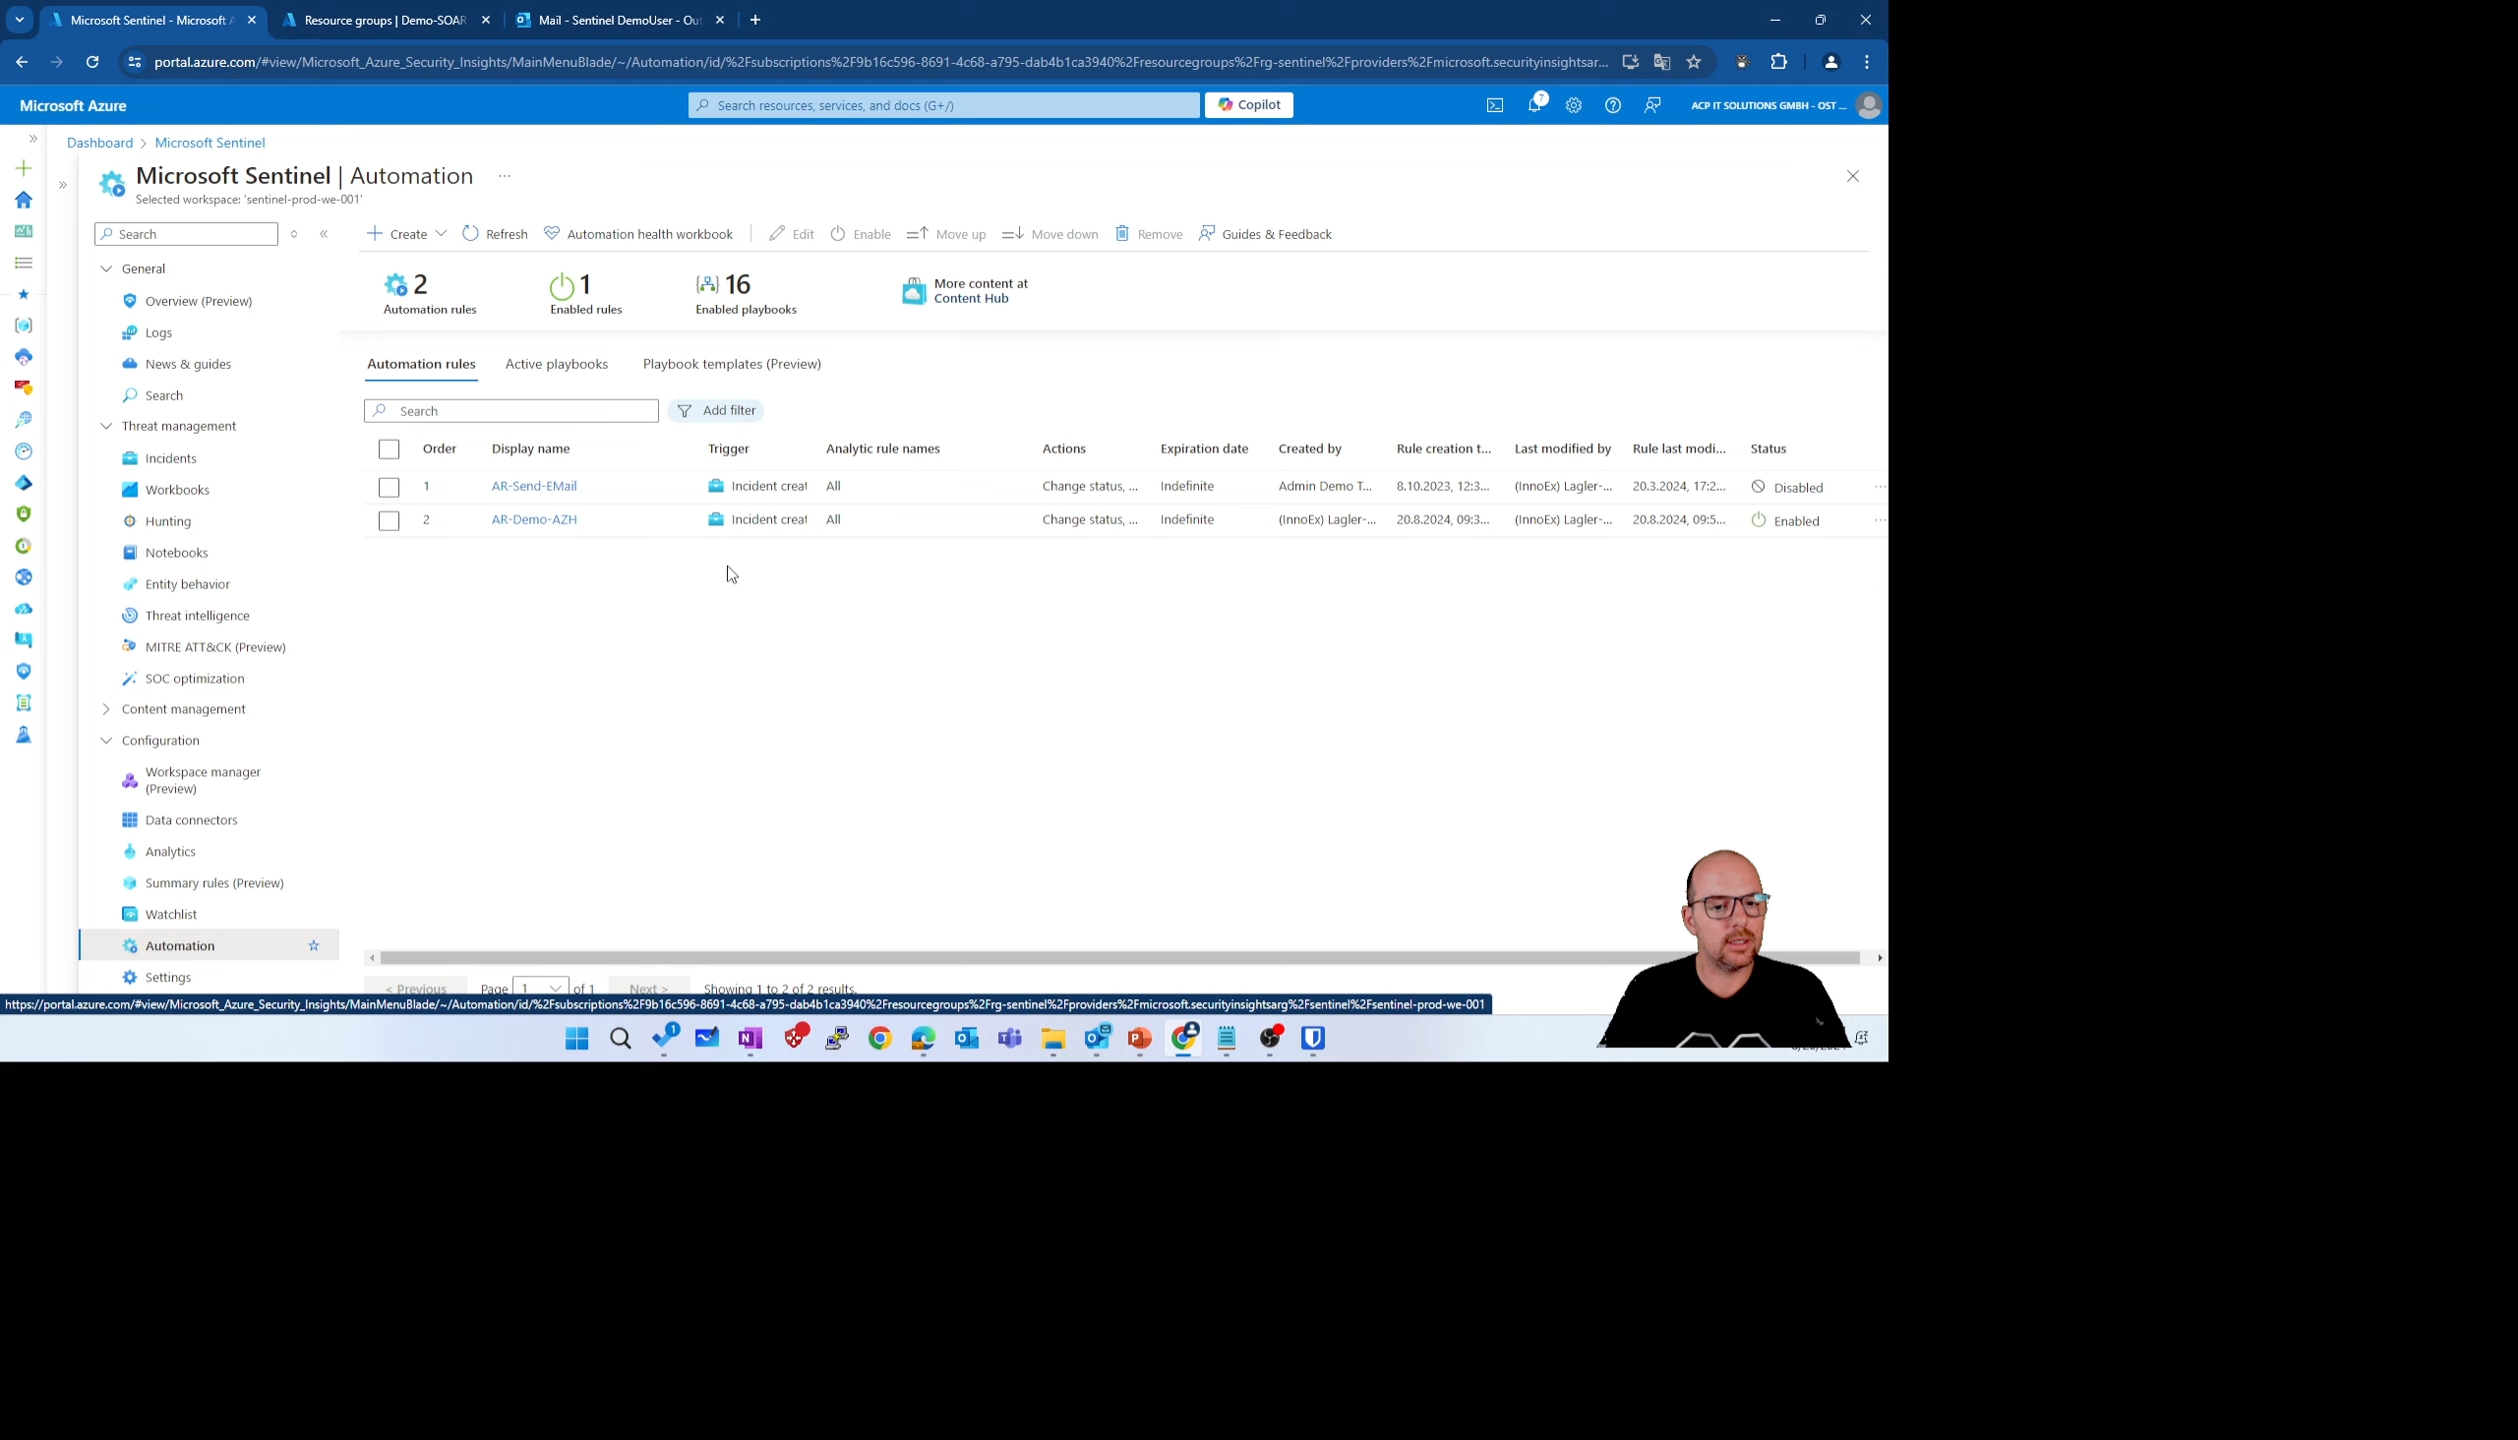 Microsoft Sentinel - Microsoft A
Resource groups | Demo-SOAR
Mail - Sentinel DemoUser - Out
portal.azure.com/#view/Microsoft_Azure_Security_Insights/MainMenuBlade/~/Automation/id/%2Fsubscriptions%2F9b16c596-8691-4c68-a795-dab4b1ca3940%2Fresourcegroups%2Frg-sentinel%2Fproviders%2Fmicrosoft.securityinsightsar...
Microsoft Azure
Search resources, services, and docs (G+/)
Copilot
7
ACP IT SOLUTIONS GMBH - OST ...
Dashboard > Microsoft Sentinel
Microsoft Sentinel | Automation ...
Selected workspace: 'sentinel-prod-we-001'
Search
Create
Refresh
Automation health workbook
Edit
Enable
Move up
Move down
Remove
Guides & Feedback
General
Overview (Preview)
Logs
News & guides
Search
Threat management
Incidents
Workbooks
Hunting
Notebooks
Entity behavior
Threat intelligence
MITRE ATT&CK (Preview)
SOC optimization
Content management
Configuration
Workspace manager
(Preview)
Data connectors
Analytics
Summary rules (Preview)
Watchlist
Automation
Settings
2
Automation rules
1
Enabled rules
16
Enabled playbooks
More content at
Content Hub
Automation rules
Active playbooks
Playbook templates (Preview)
Search
Add filter
Order Display name Trigger Analytic rule names Actions Expiration date Created by Rule creation t... Last modified by Rule last modi... Status
1 AR-Send-EMail Incident creat All Change status, ... Indefinite Admin Demo T... 8.10.2023, 12:3... (InnoEx) Lagler-... 20.3.2024, 17:2... Disabled ...
2 AR-Demo-AZH Incident creat All Change status, ... Indefinite (InnoEx) Lagler-... 20.8.2024, 09:3... (InnoEx) Lagler-... 20.8.2024, 09:5... Enabled ...
< Previous Page 1 of 1 Next > Showing 1 to 2 of 2 results.
https://portal.azure.com/#view/Microsoft_Azure_Security_Insights/MainMenuBlade/~/Automation/id/%2Fsubscriptions%2F9b16c596-8691-4c68-a795-dab4b1ca3940%2Fresourcegroups%2Frg-sentinel%2Fproviders%2Fmicrosoft.securityinsightsarg%2Fsentinel%2Fsentinel-prod-we-001
1